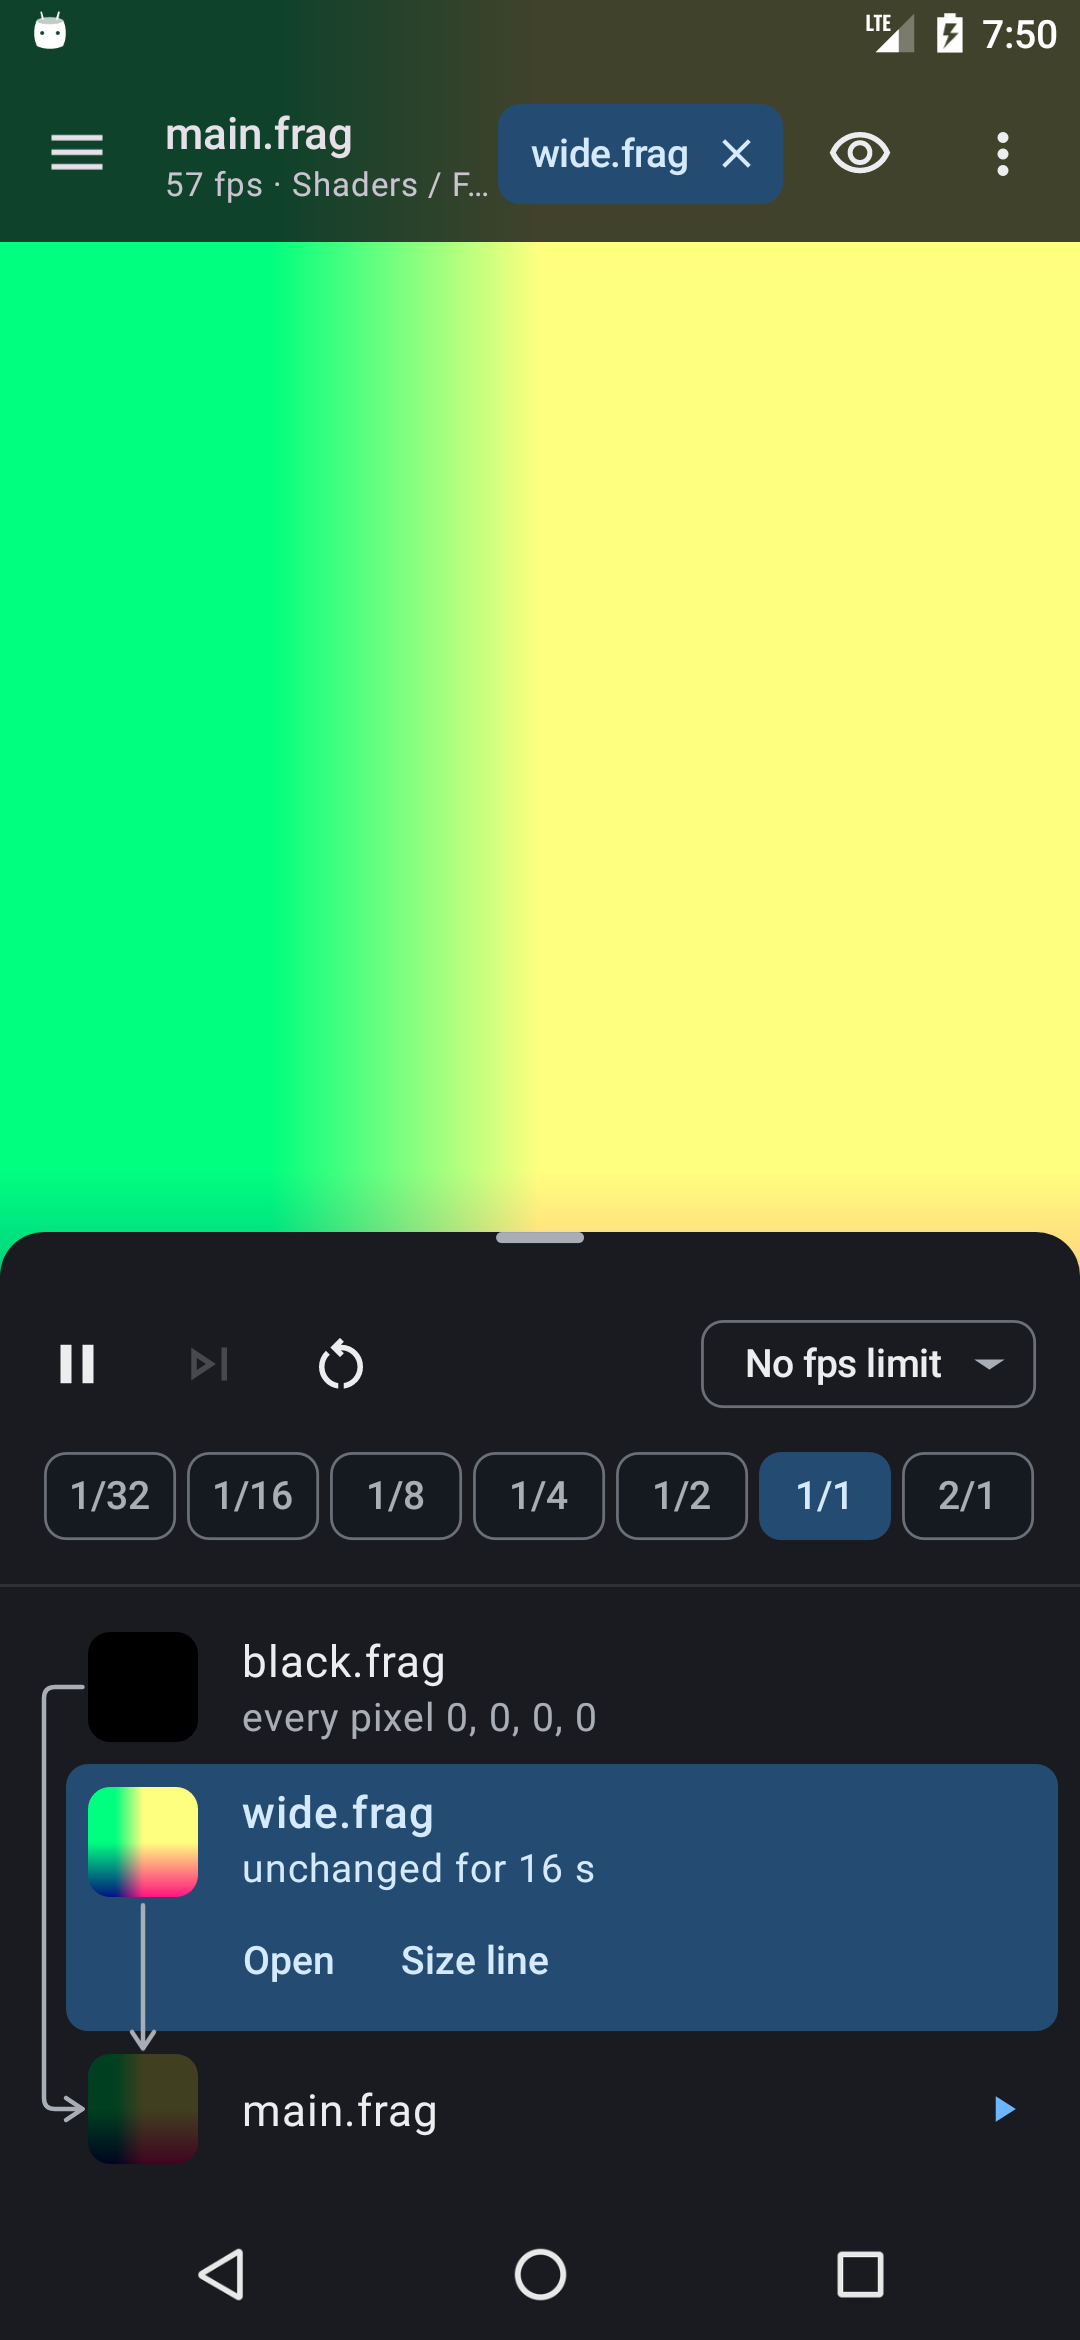 LTE 7:50
main.frag
57 fps · Shaders / F…
wide.frag
No fps limit
1/32 1/16 1/8 1/4 1/2 1/1 2/1
black.frag
every pixel 0, 0, 0, 0
wide.frag
unchanged for 16 s
Open Size line
main.frag